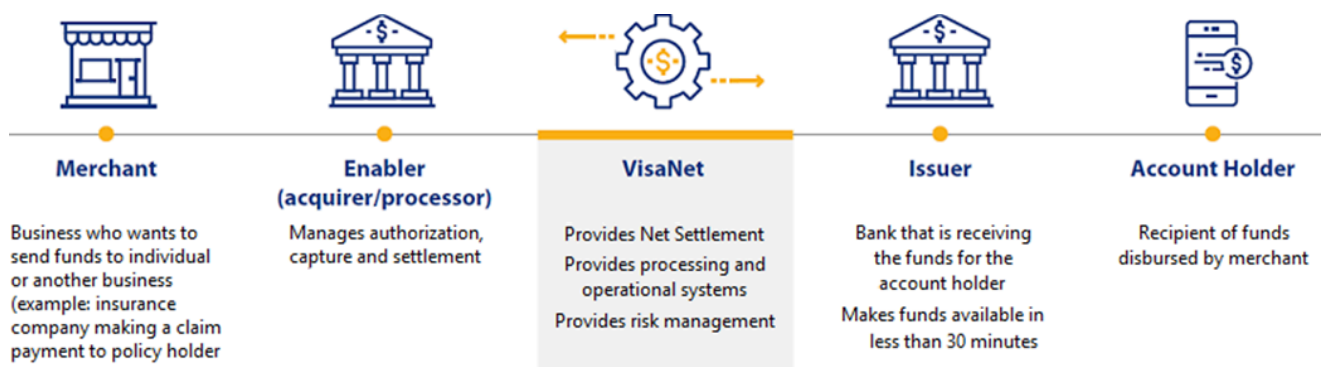 Merchant
Business who wants to
send funds to individual
or another business
(example: insurance
company making a claim
payment to policy holder
Enabler
(acquirer/processor)
Manages authorization,
capture and settlement
VisaNet
Provides Net Settlement
Provides processing and
operational systems
Provides risk management
Issuer
Bank that is receiving
the funds for the
account holder
Makes funds available in
less than 30 minutes
Account Holder
Recipient of funds
disbursed by merchant